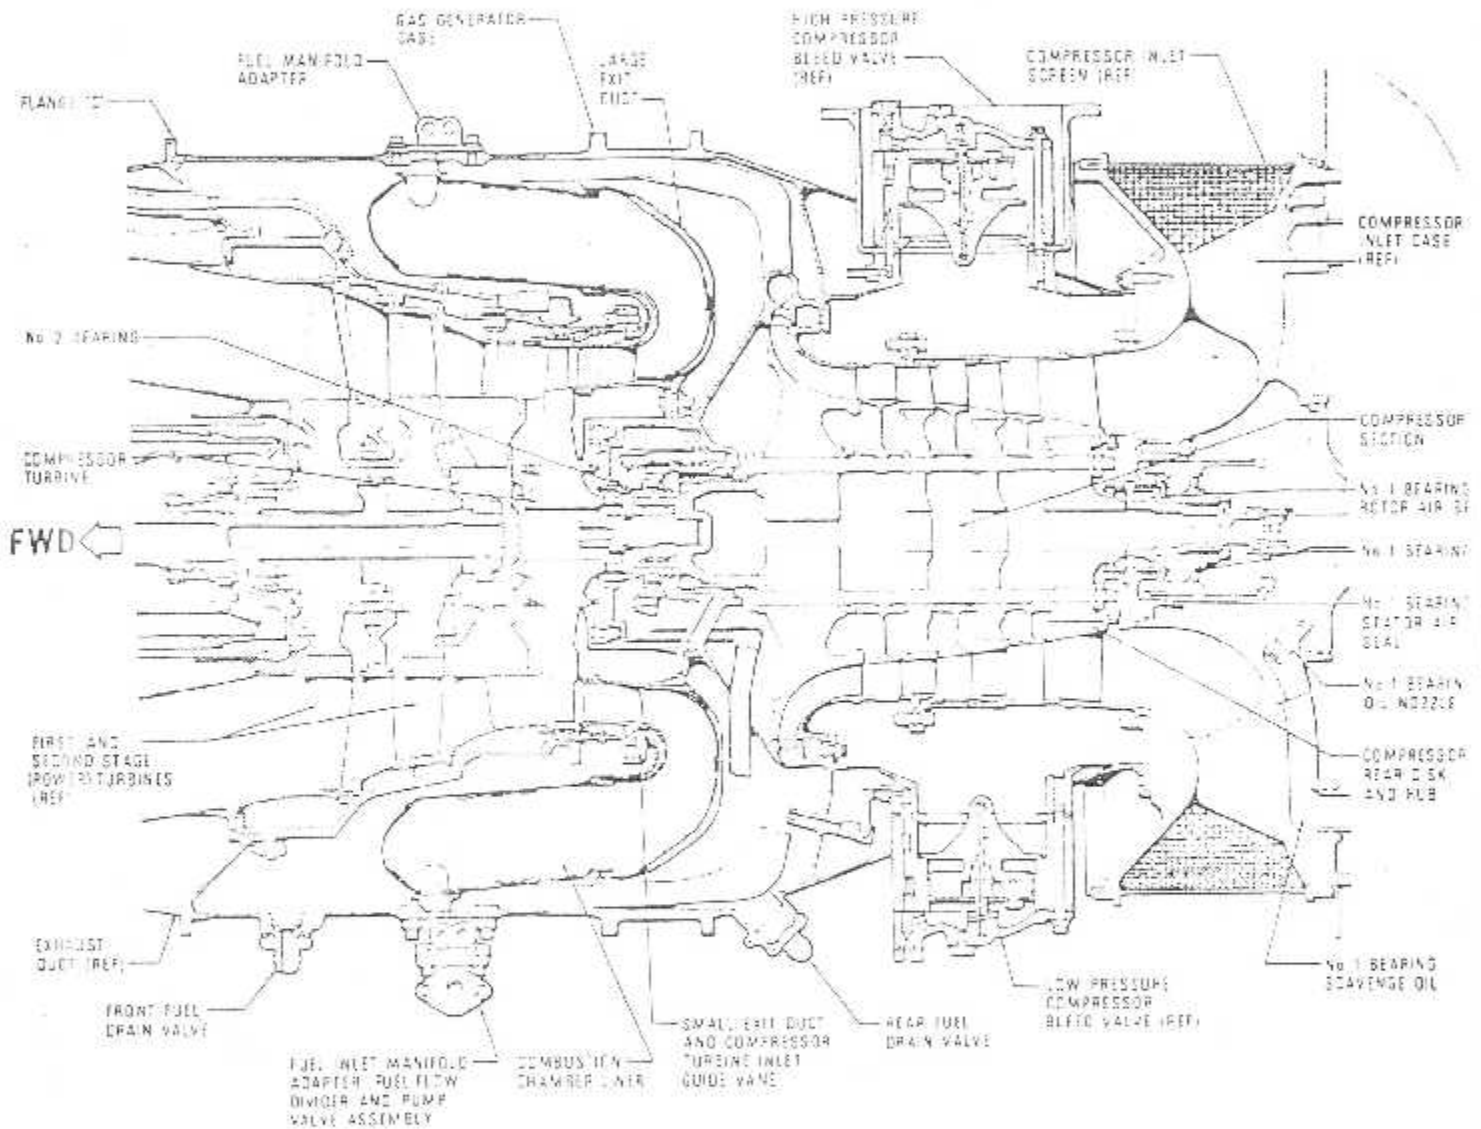 GAS GENERATOR
CASE
FUEL MANIFOLD
ADAPTER
LARGE
EXIT
DUCT
HIGH PRESSURE
COMPRESSOR
BLEED VALVE
(REF)
COMPRESSOR INLET
SCREEN (REF)
FLANGE "C"
COMPRESSOR
INLET CASE
(REF)
No. 2 BEARING
COMPRESSOR
SECTION
COMPRESSOR
TURBINE
No. 1 BEARING
ROTOR AIR SE
FWD
No. 1 BEARING
No. 1 BEARING
STATOR AIR
SEAL
No. 1 BEARIN
OIL NOZZLE
FIRST AND
SECOND STAGE
(POWER) TURBINES
(REF)
COMPRESSOR
REAR DISK
AND HUB
EXHAUST
DUCT (REF)
No. 1 BEARING
SCAVENGE OIL
FRONT FUEL
DRAIN VALVE
LOW PRESSURE
COMPRESSOR
BLEED VALVE (REF)
SMALL EXIT DUCT
AND COMPRESSOR
TURBINE INLET
GUIDE VANE
REAR FUEL
DRAIN VALVE
FUEL INLET MANIFOLD
ADAPTER FUEL FLOW
DIVIDER AND PUMP
VALVE ASSEMBLY
COMBUSTION
CHAMBER LINER